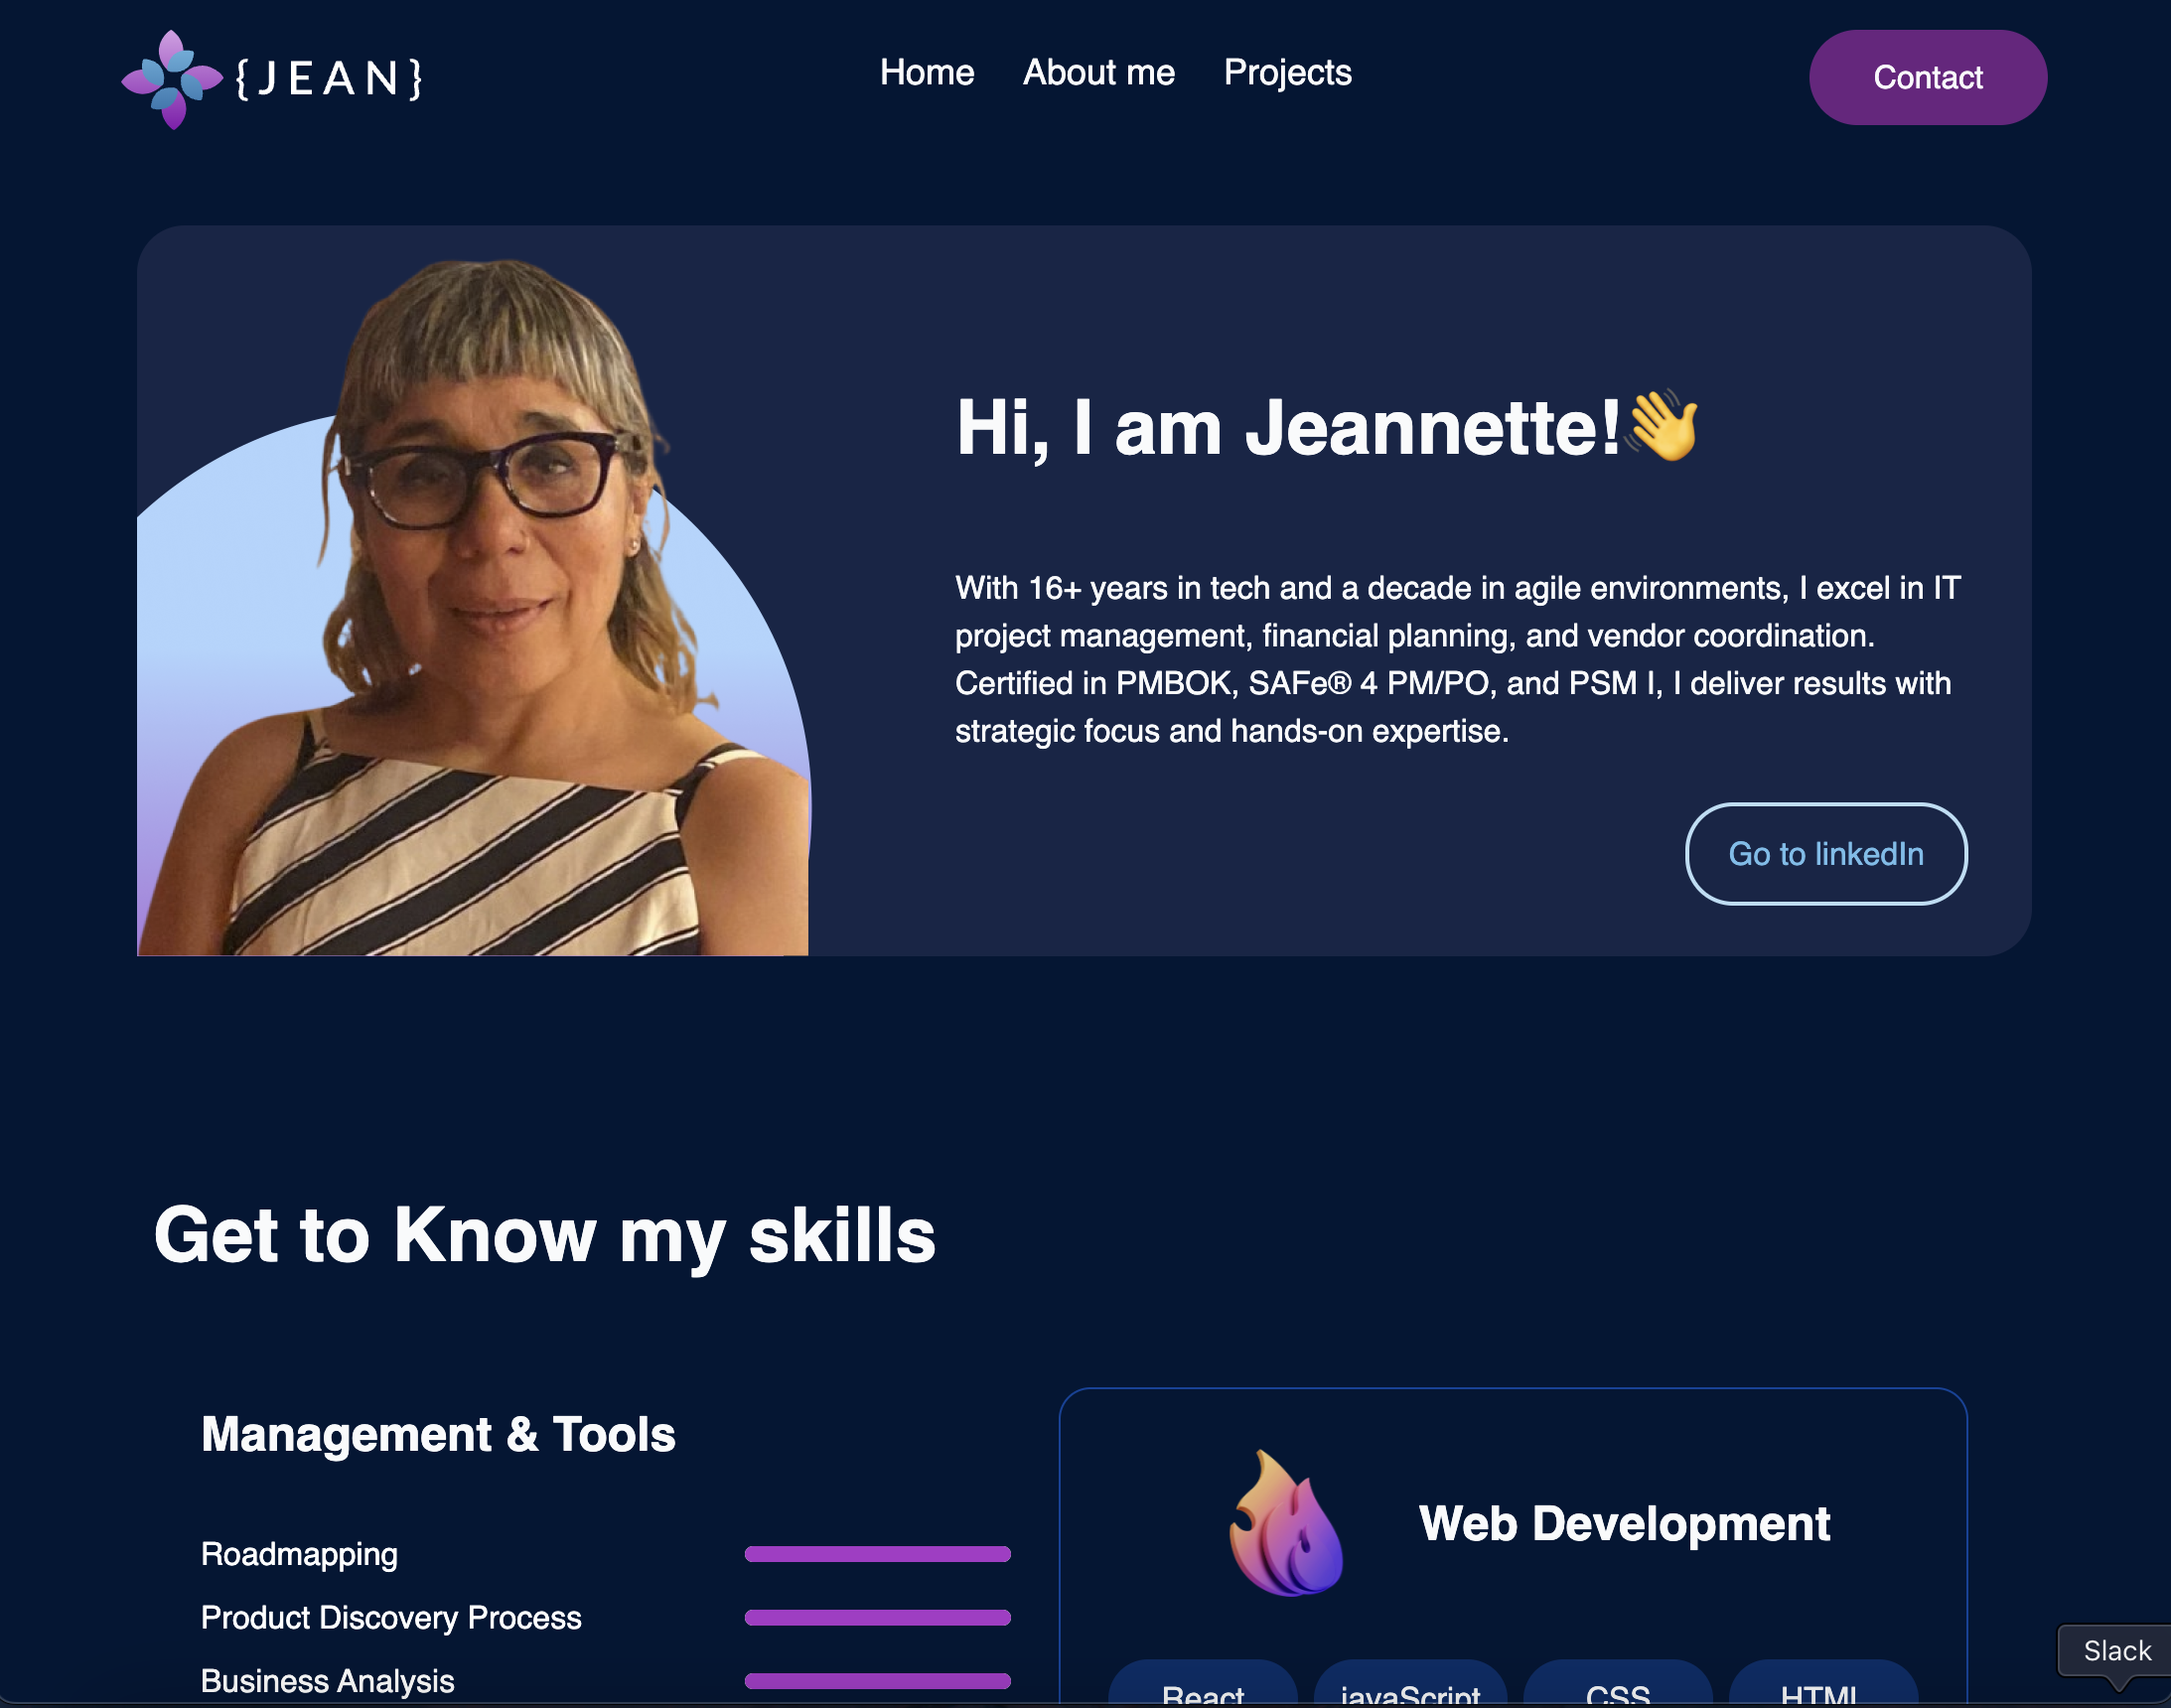 {JEAN}
Home
About me
Projects
Contact
Hi, I am Jeannette!👋
With 16+ years in tech and a decade in agile environments, I excel in IT
project management, financial planning, and vendor coordination.
Certified in PMBOK, SAFe® 4 PM/PO, and PSM I, I deliver results with
strategic focus and hands-on expertise.
Go to linkedIn
Get to Know my skills
Management & Tools
Roadmapping
Product Discovery Process
Business Analysis
Web Development
React
javaScript
CSS
HTML
Slack